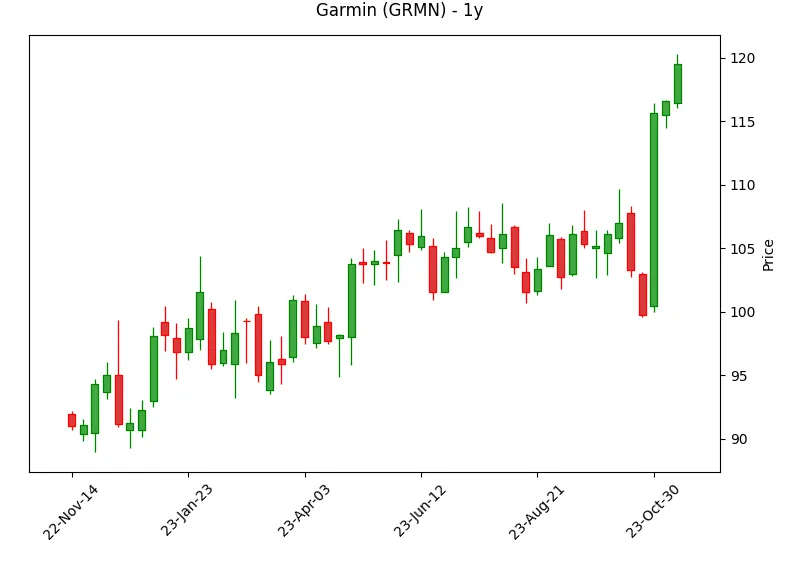 Garmin (GRMN) - 1y
120
115
110
105
100
95
90
Price
22-Nov-14
23-Jan-23
23-Apr-03
23-Jun-12
23-Aug-21
23-Oct-30